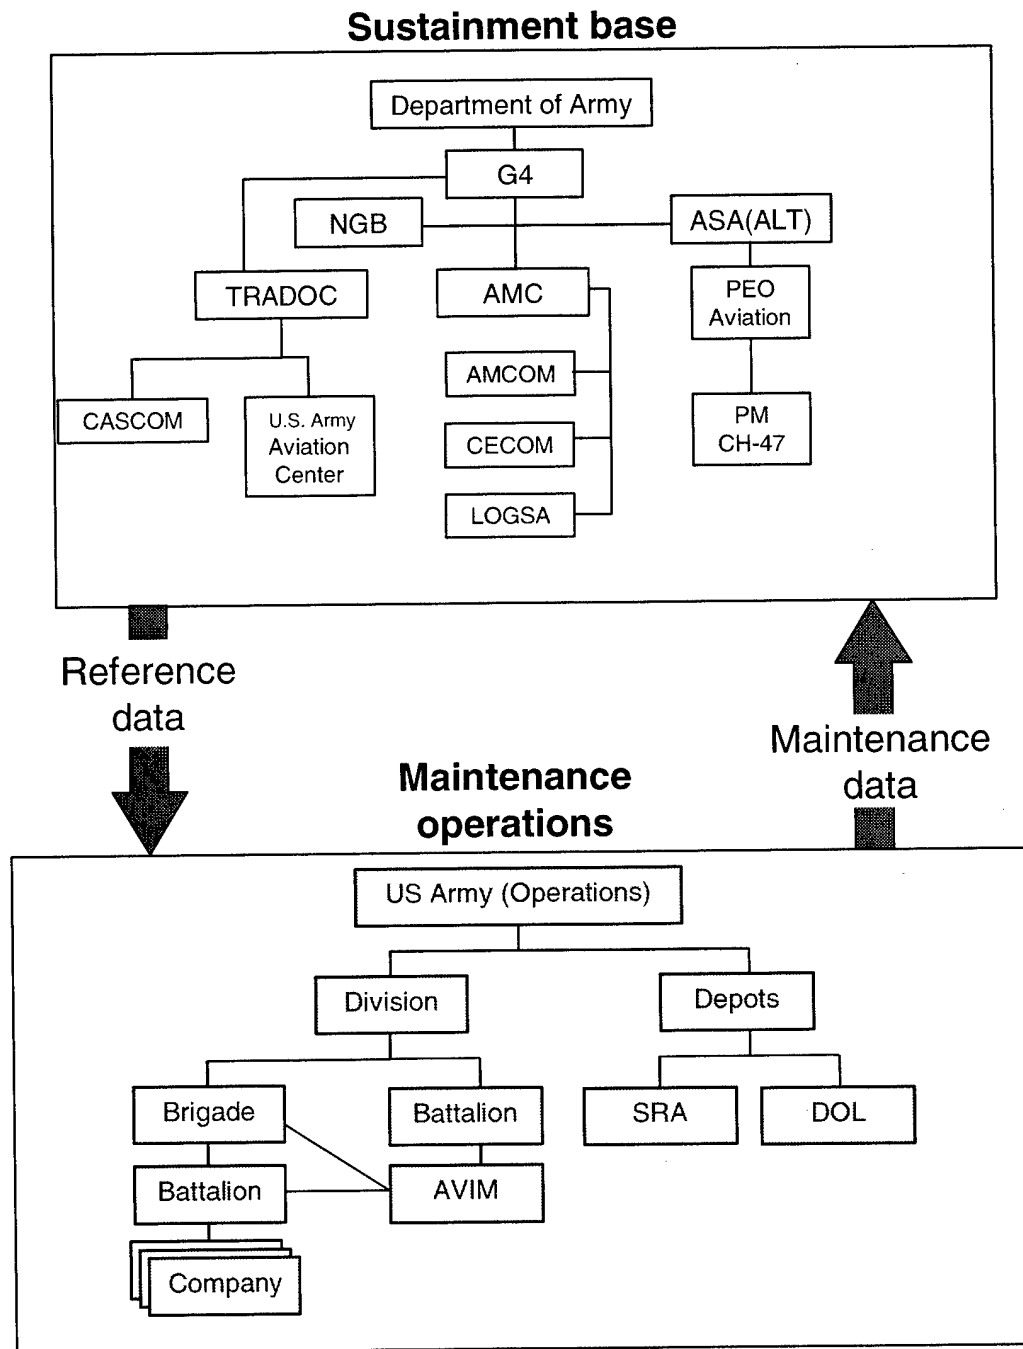 Sustainment base
Department of Army
G4
NGB
ASA(ALT)
TRADOC
AMC
PEO
Aviation
AMCOM
CASCOM
U.S. Army
Aviation
Center
CECOM
PM
CH-47
LOGSA
Reference
data
Maintenance
data
Maintenance
operations
US Army (Operations)
Division
Depots
Brigade
Battalion
SRA
DOL
Battalion
AVIM
Company